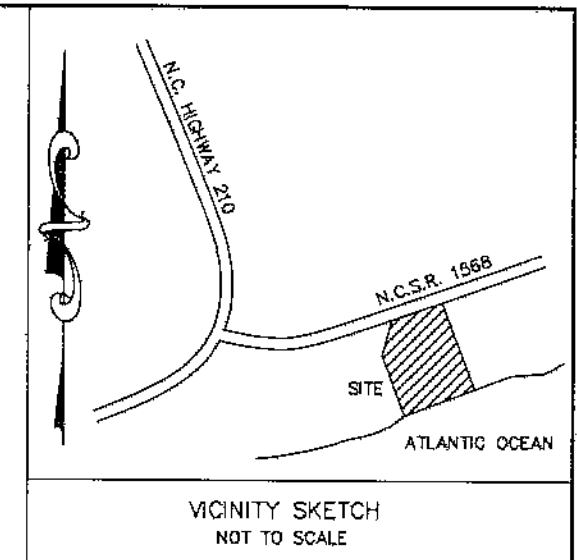 N.C. HIGHWAY 210
N.C.S.R. 1568
SITE
ATLANTIC OCEAN
VICINITY SKETCH
NOT TO SCALE